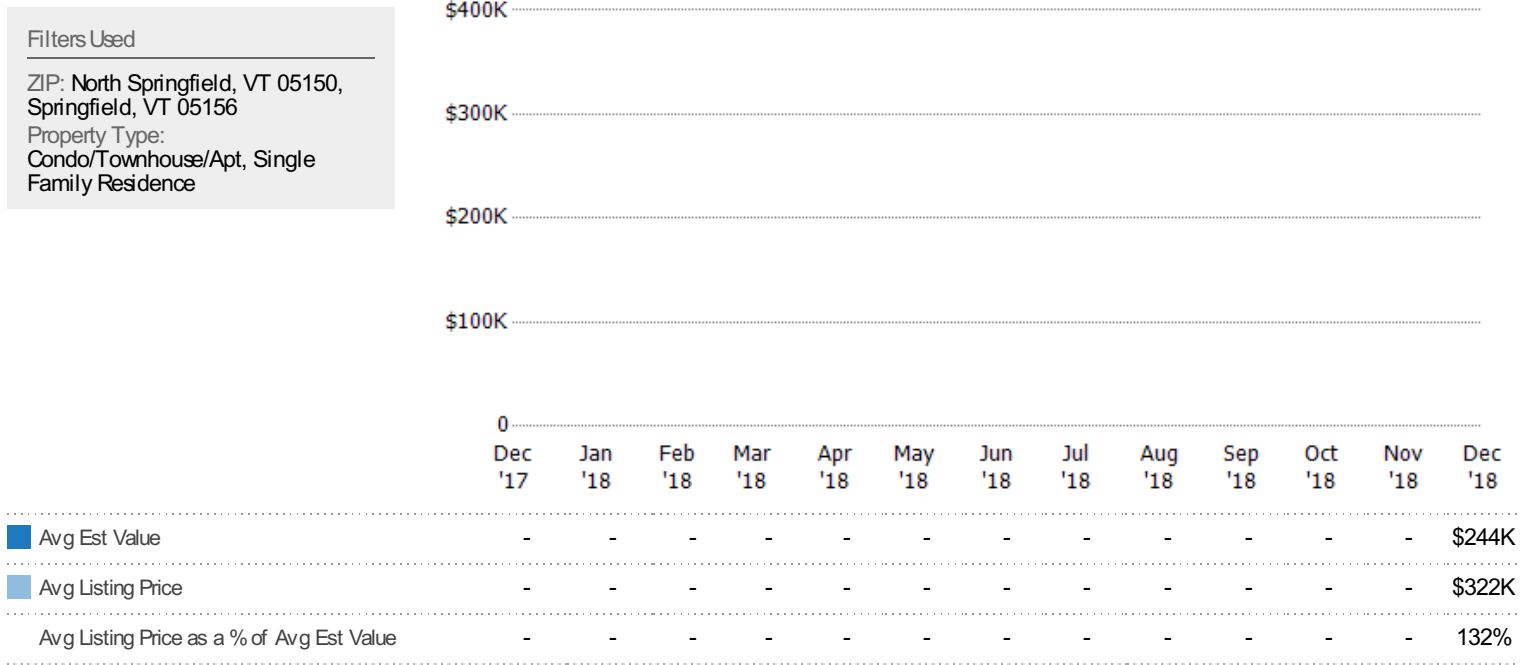 Filters Used
ZIP: North Springfield, VT 05150,
Springfield, VT 05156
Property Type:
Condo/Townhouse/Apt, Single
Family Residence
$400K
$300K
$200K
$100K
0
Dec Jan Feb Mar Apr May Jun Jul Aug Sep Oct Nov Dec
'17 '18 '18 '18 '18 '18 '18 '18 '18 '18 '18 '18 '18
Avg Est Value - - - - - - - - - - - - $244K
Avg Listing Price - - - - - - - - - - - - $322K
Avg Listing Price as a % of Avg Est Value - - - - - - - - - - - - 132%